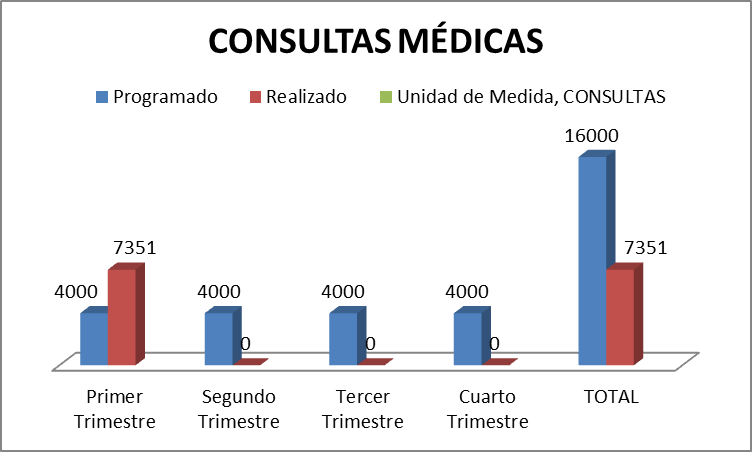 CONSULTAS MÉDICAS
Programado Realizado Unidad de Medida, CONSULTAS
16000
7351 7351
4000 4000 4000 4000
0 0 0
Primer Segundo Tercer Cuarto TOTAL
Trimestre Trimestre Trimestre Trimestre